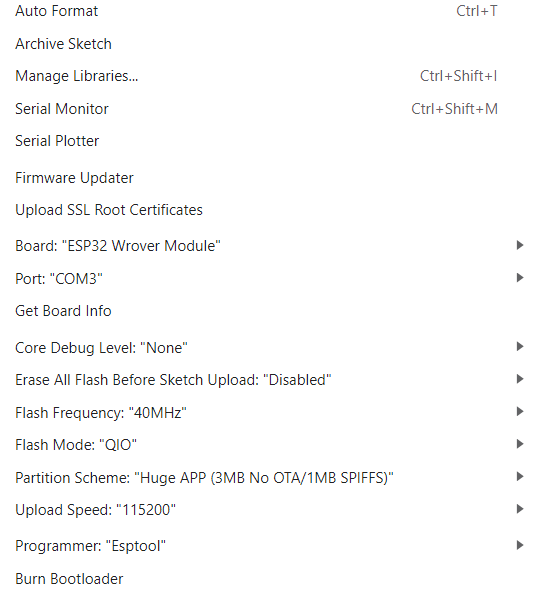 Auto Format Ctrl+T
Archive Sketch
Manage Libraries... Ctrl+Shift+I
Serial Monitor Ctrl+Shift+M
Serial Plotter
Firmware Updater
Upload SSL Root Certificates
Board: "ESP32 Wrover Module"
Port: "COM3"
Get Board Info
Core Debug Level: "None"
Erase All Flash Before Sketch Upload: "Disabled"
Flash Frequency: "40MHz"
Flash Mode: "QIO"
Partition Scheme: "Huge APP (3MB No OTA/1MB SPIFFS)"
Upload Speed: "115200"
Programmer: "Esptool"
Burn Bootloader